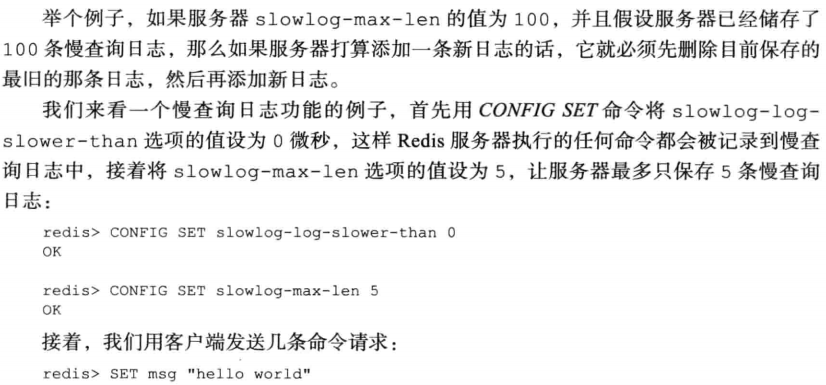 举个例子，如果服务器 slowlog-max-len 的值为 100，并且假设服务器已经储存了
100 条慢查询日志，那么如果服务器打算添加一条新日志的话，它就必须先删除目前保存的
最旧的那条日志，然后再添加新日志。
我们来看一个慢查询日志功能的例子，首先用 CONFIG SET 命令将 slowlog-log-
slower-than 选项的值设为 0 微秒，这样 Redis 服务器执行的任何命令都会被记录到慢查
询日志中，接着将 slowlog-max-len 选项的值设为 5，让服务器最多只保存 5 条慢查询
日志：
redis> CONFIG SET slowlog-log-slower-than 0
OK
redis> CONFIG SET slowlog-max-len 5
OK
接着，我们用客户端发送几条命令请求：
redis> SET msg "hello world"